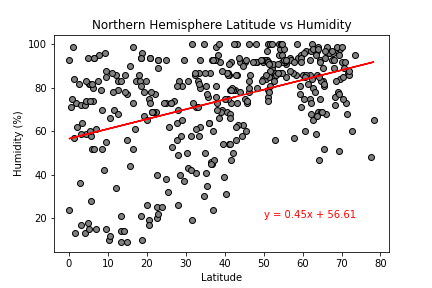 Northern Hemisphere Latitude vs Humidity
100
80
60
40
20
Humidity (%)
y = 0.45x + 56.61
0 10 20 30 40 50 60 70 80
Latitude